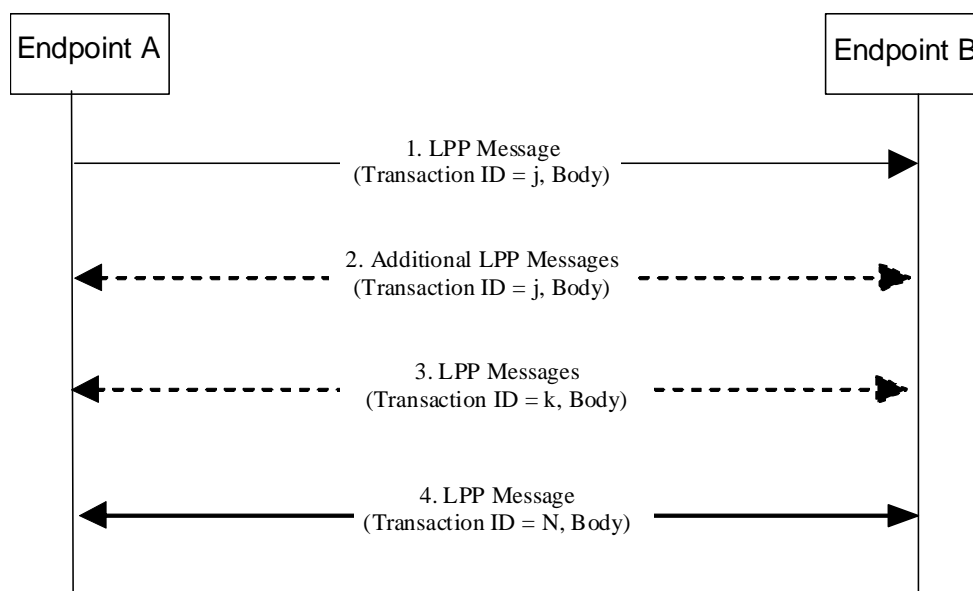 Endpoint A
Endpoint B
1. LPP Message
(Transaction ID = j, Body)
2. Additional LPP Messages
(Transaction ID = j, Body)
3. LPP Messages
(Transaction ID = k, Body)
4. LPP Message
(Transaction ID = N, Body)